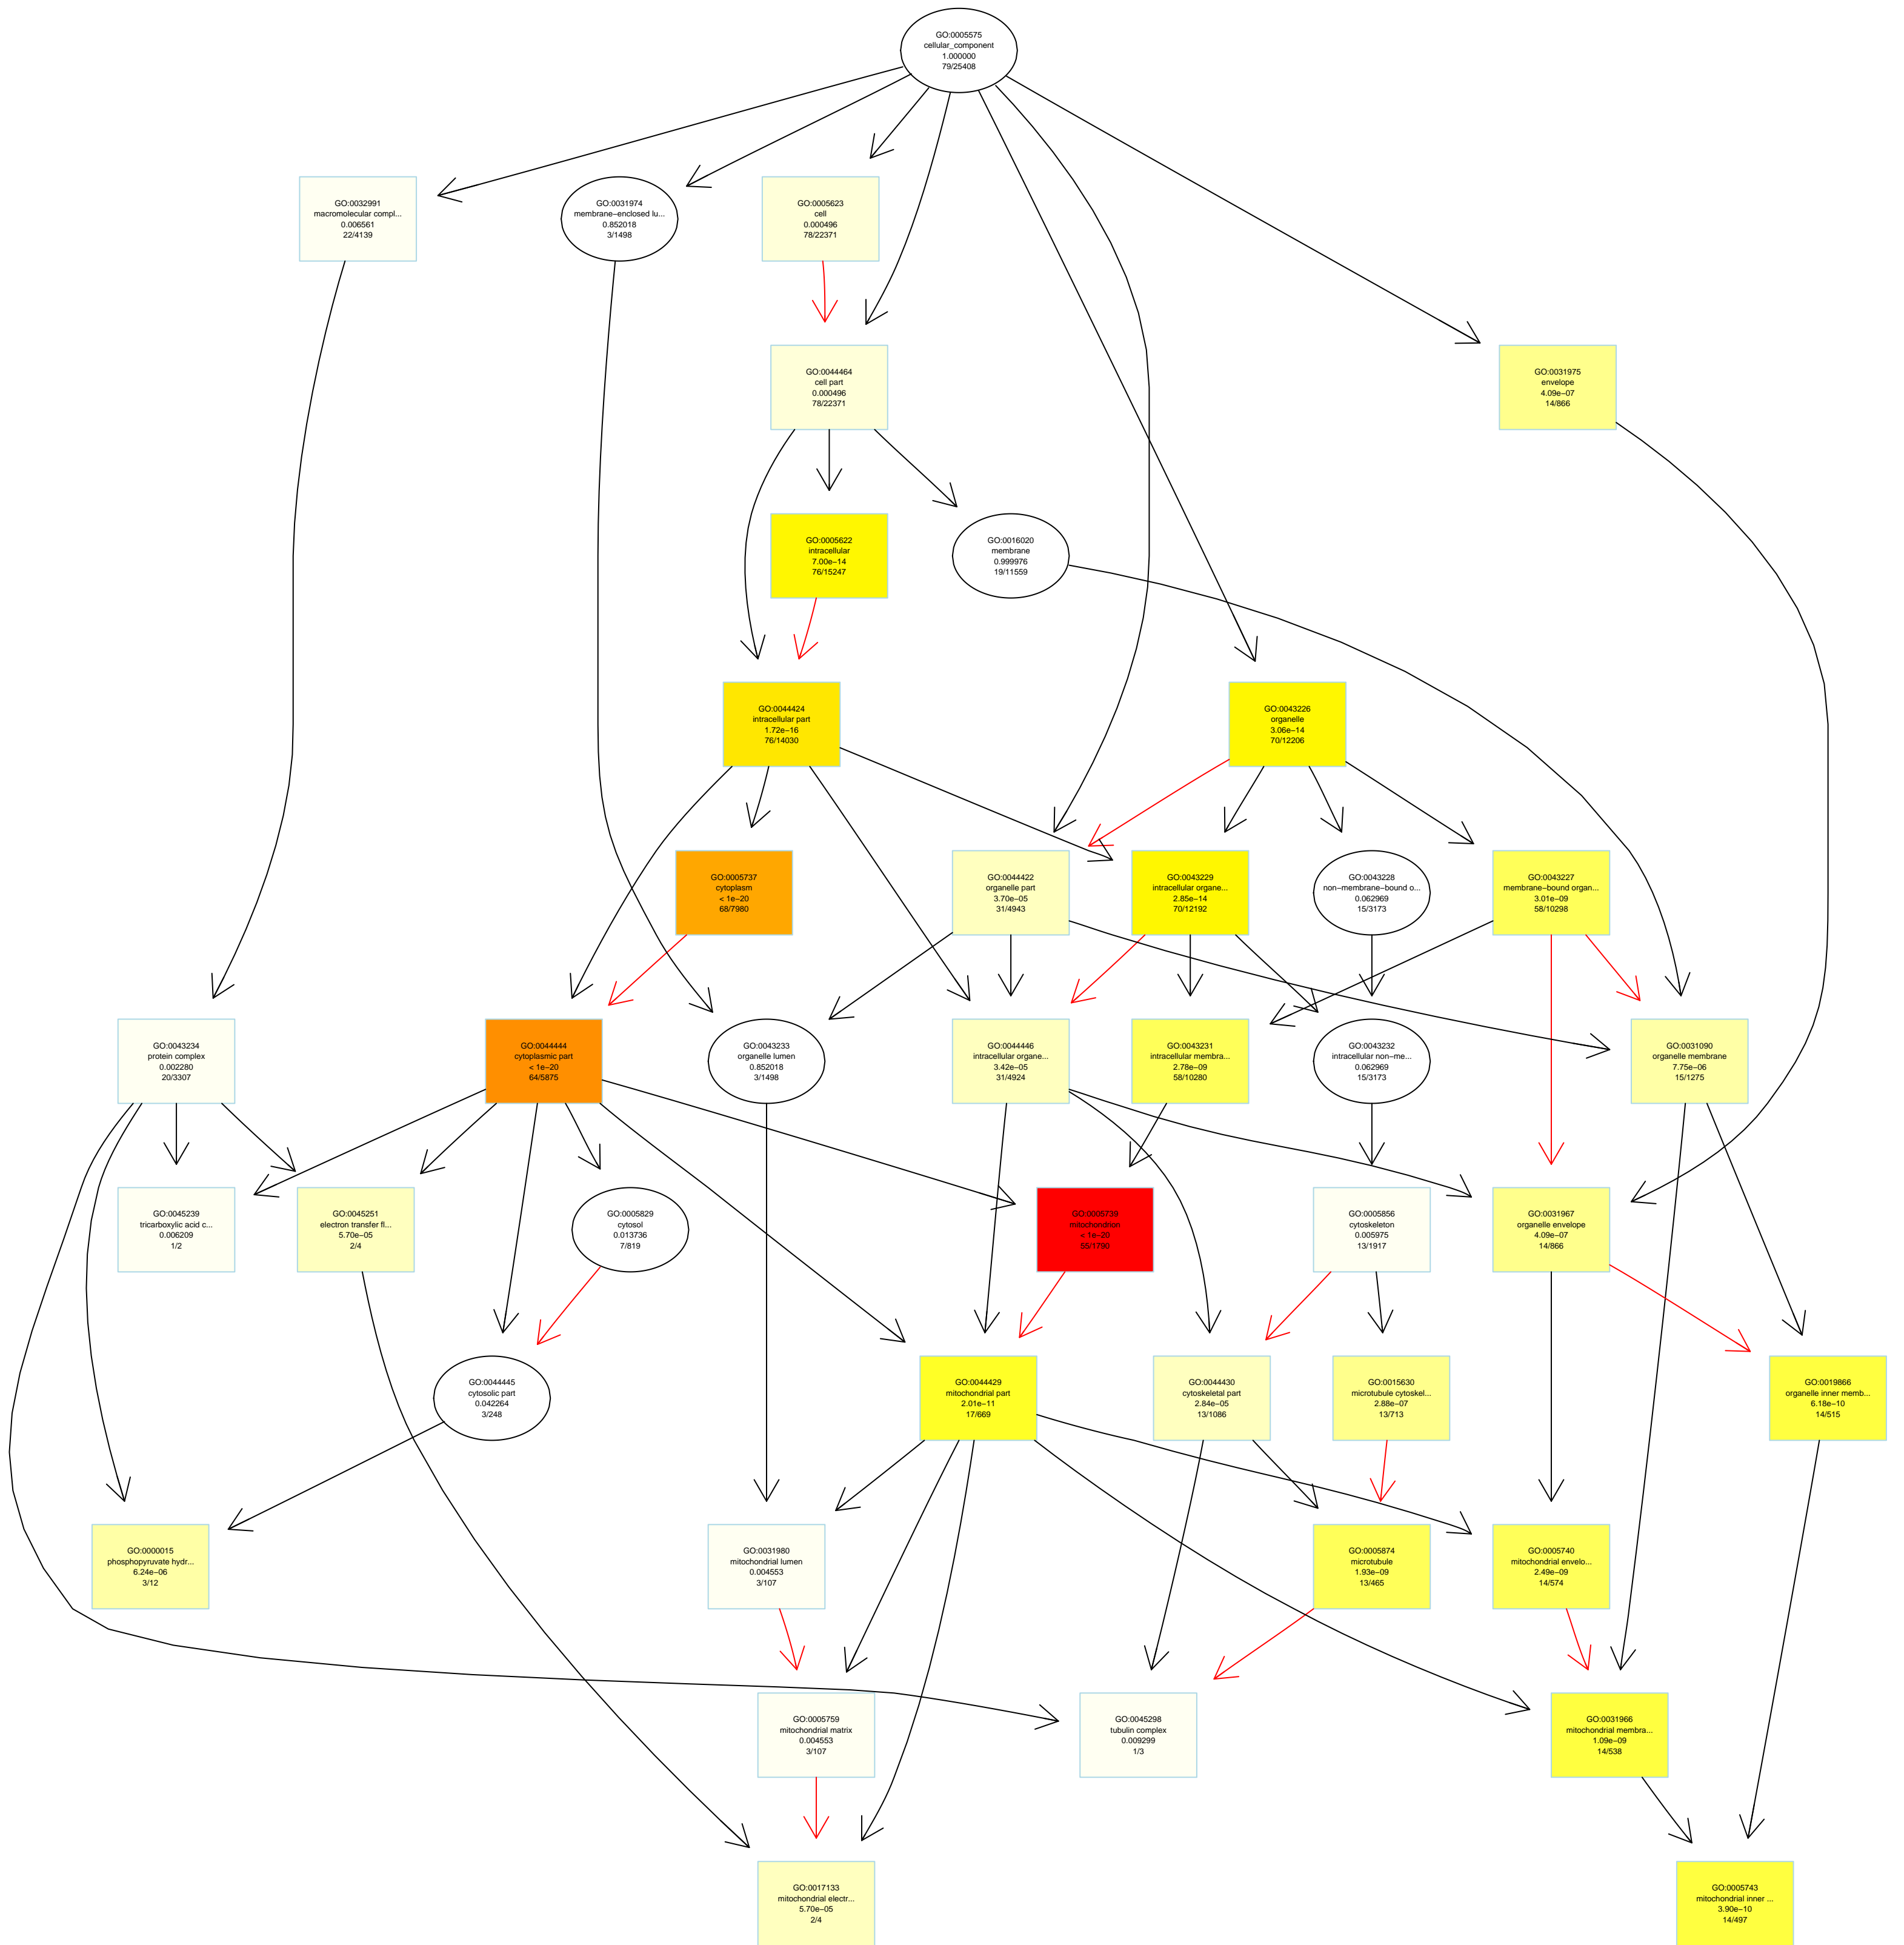 GO:0005575
cellular_component
1.000000
79/25408
GO:0032991
macromolecular compl...
0.006561
22/4139
GO:0031974
membrane−enclosed lu...
0.852018
3/1498
GO:0005623
cell
0.000496
78/22371
GO:0044464
cell part
0.000496
78/22371
GO:0031975
envelope
4.09e−07
14/866
GO:0005622
intracellular
7.00e−14
76/15247
GO:0016020
membrane
0.999976
19/11559
GO:0044424
intracellular part
1.72e−16
76/14030
GO:0043226
organelle
3.06e−14
70/12206
GO:0005737
cytoplasm
< 1e−20
68/7980
GO:0044422
organelle part
3.70e−05
31/4943
GO:0043229
intracellular organe...
2.85e−14
70/12192
GO:0043228
non−membrane−bound o...
0.062969
15/3173
GO:0043227
membrane−bound organ...
3.01e−09
58/10298
GO:0043234
protein complex
0.002280
20/3307
GO:0044444
cytoplasmic part
< 1e−20
64/5875
GO:0043233
organelle lumen
0.852018
3/1498
GO:0044446
intracellular organe...
3.42e−05
31/4924
GO:0043231
intracellular membra...
2.78e−09
58/10280
GO:0043232
intracellular non−me...
0.062969
15/3173
GO:0031090
organelle membrane
7.75e−06
15/1275
GO:0045239
tricarboxylic acid c...
0.006209
1/2
GO:0045251
electron transfer fl...
5.70e−05
2/4
GO:0005829
cytosol
0.013736
7/819
GO:0005739
mitochondrion
< 1e−20
55/1790
GO:0005856
cytoskeleton
0.005975
13/1917
GO:0031967
organelle envelope
4.09e−07
14/866
GO:0044445
cytosolic part
0.042264
3/248
GO:0044429
mitochondrial part
2.01e−11
17/669
GO:0044430
cytoskeletal part
2.84e−05
13/1086
GO:0015630
microtubule cytoskel...
2.88e−07
13/713
GO:0019866
organelle inner memb...
6.18e−10
14/515
GO:0000015
phosphopyruvate hydr...
6.24e−06
3/12
GO:0031980
mitochondrial lumen
0.004553
3/107
GO:0005874
microtubule
1.93e−09
13/465
GO:0005740
mitochondrial envelo...
2.49e−09
14/574
GO:0005759
mitochondrial matrix
0.004553
3/107
GO:0045298
tubulin complex
0.009299
1/3
GO:0031966
mitochondrial membra...
1.09e−09
14/538
GO:0017133
mitochondrial electr...
5.70e−05
2/4
GO:0005743
mitochondrial inner ...
3.90e−10
14/497